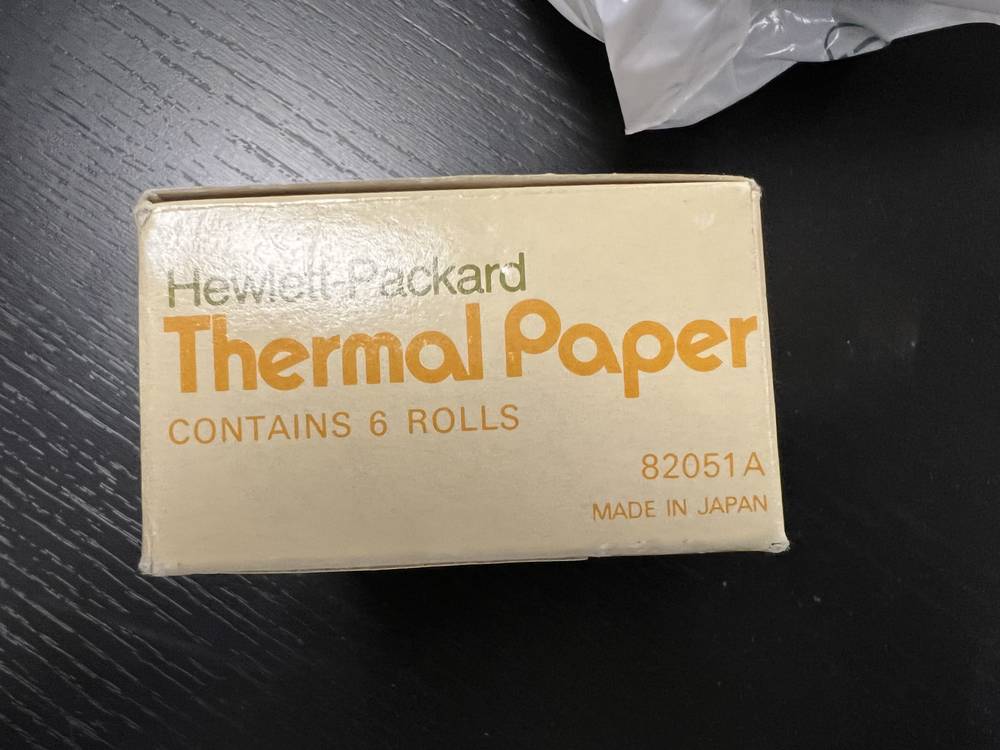 Hewlett-Packard
Thermal Paper
CONTAINS 6 ROLLS
82051A
MADE IN JAPAN